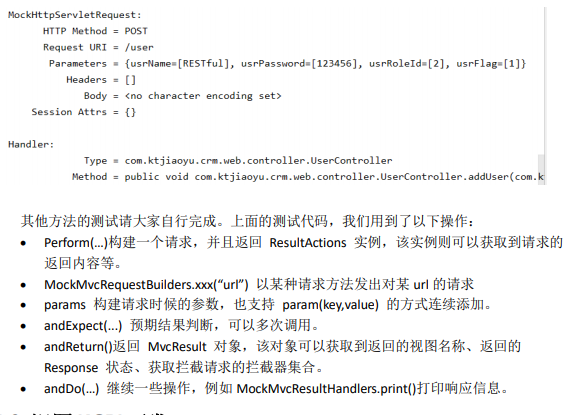 MockHttpServletRequest:
HTTP Method = POST
Request URI = /user
Parameters = {usrName=[RESTful], usrPassword=[123456], usrRoleId=[2], usrFlag=[1]}
Headers = []
Body = <no character encoding set>
Session Attrs = {}
Handler:
Type = com.ktjiaoyu.crm.web.controller.UserController
Method = public void com.ktjiaoyu.crm.web.controller.UserController.addUser(com.k
其他方法的测试请大家自行完成。上面的测试代码，我们用到了以下操作：
• Perform(…)构建一个请求，并且返回 ResultActions 实例，该实例则可以获取到请求的
返回内容等。
• MockMvcRequestBuilders.xxx(“url”) 以某种请求方法发出对某 url 的请求
• params 构建请求时候的参数，也支持 param(key,value) 的方式连续添加。
• andExpect(...) 预期结果判断，可以多次调用。
• andReturn()返回 MvcResult 对象，该对象可以获取到返回的视图名称、返回的
Response 状态、获取拦截请求的拦截器集合。
• andDo(…) 继续一些操作，例如 MockMvcResultHandlers.print()打印响应信息。